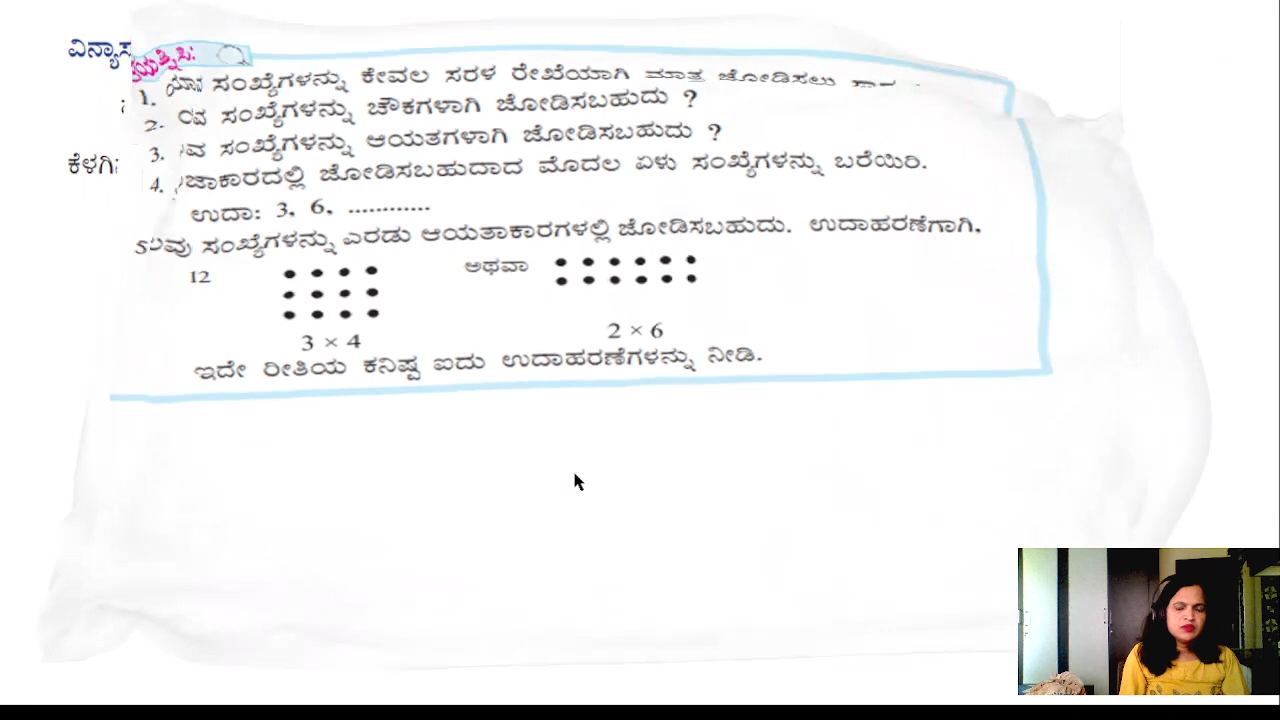 ವಿನ್ಯಾಸ
ಯತ್ನಿಸಿ:
1. ಯಾವ ಸಂಖ್ಯೆಗಳನ್ನು ಕೇವಲ ಸರಳ ರೇಖೆಯಾಗಿ ಮಾತ್ರ ಜೋಡಿಸಲು
2. ಸಂಖ್ಯೆಗಳನ್ನು ಚೌಕಗಳಾಗಿ ಜೋಡಿಸಬಹುದು ?
3. ವ ಸಂಖ್ಯೆಗಳನ್ನು ಆಯತಗಳಾಗಿ ಜೋಡಿಸಬಹುದು ?
ಕೆಳಗಿ
4. ಜಾಕಾರದಲ್ಲಿ ಜೋಡಿಸಬಹುದಾದ ಮೊದಲ ಏಳು ಸಂಖ್ಯೆಗಳನ್ನು ಬರೆಯಿರಿ.
ಉದಾ: 3, 6, ............
5 ವು ಸಂಖ್ಯೆಗಳನ್ನು ಎರಡು ಆಯತಾಕಾರಗಳಲ್ಲಿ ಜೋಡಿಸಬಹುದು. ಉದಾಹರಣೆಗಾಗಿ,
12 ಅಥವಾ
3 × 4 2 × 6
ಇದೇ ರೀತಿಯ ಕನಿಷ್ಪ ಐದು ಉದಾಹರಣೆಗಳನ್ನು ನೀಡಿ.